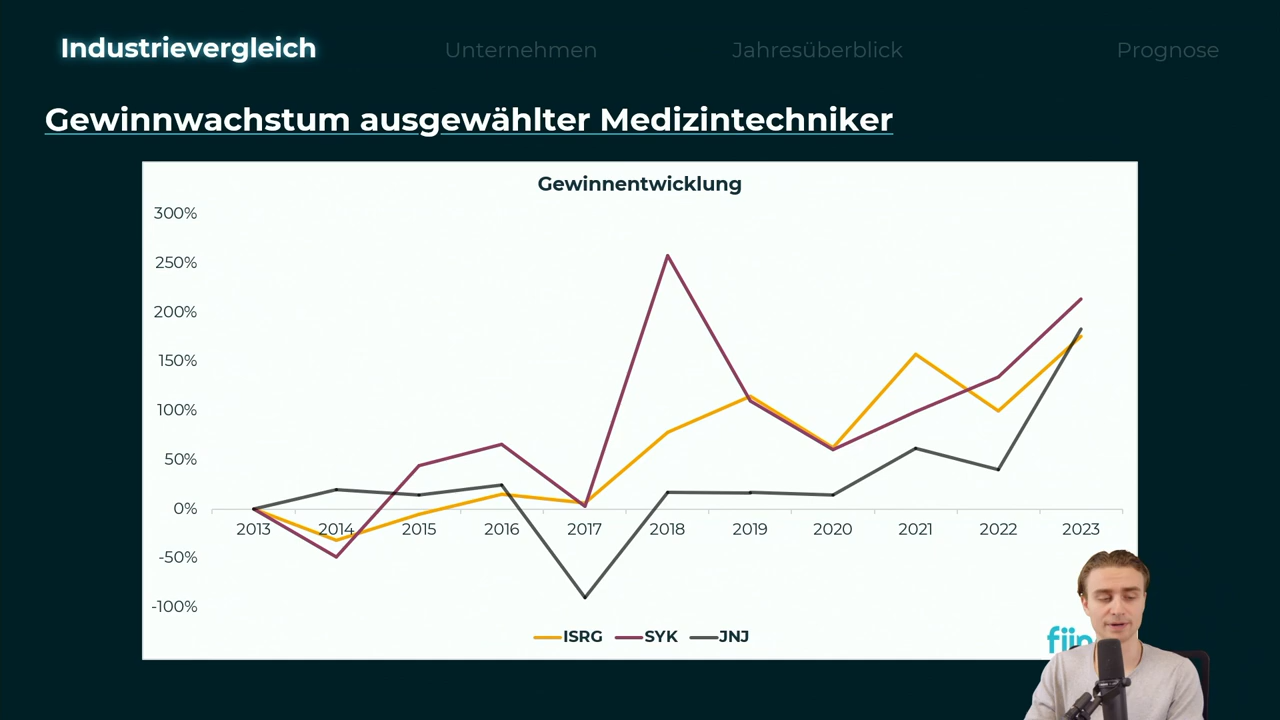 Industrievergleich Unternehmen Jahresüberblick Prognose
Gewinnwachstum ausgewählter Medizintechniker
Gewinnentwicklung
300%
250%
200%
150%
100%
50%
0%
-50%
-100%
2013 2014 2015 2016 2017 2018 2019 2020 2021 2022 2023
ISRG SYK JNJ